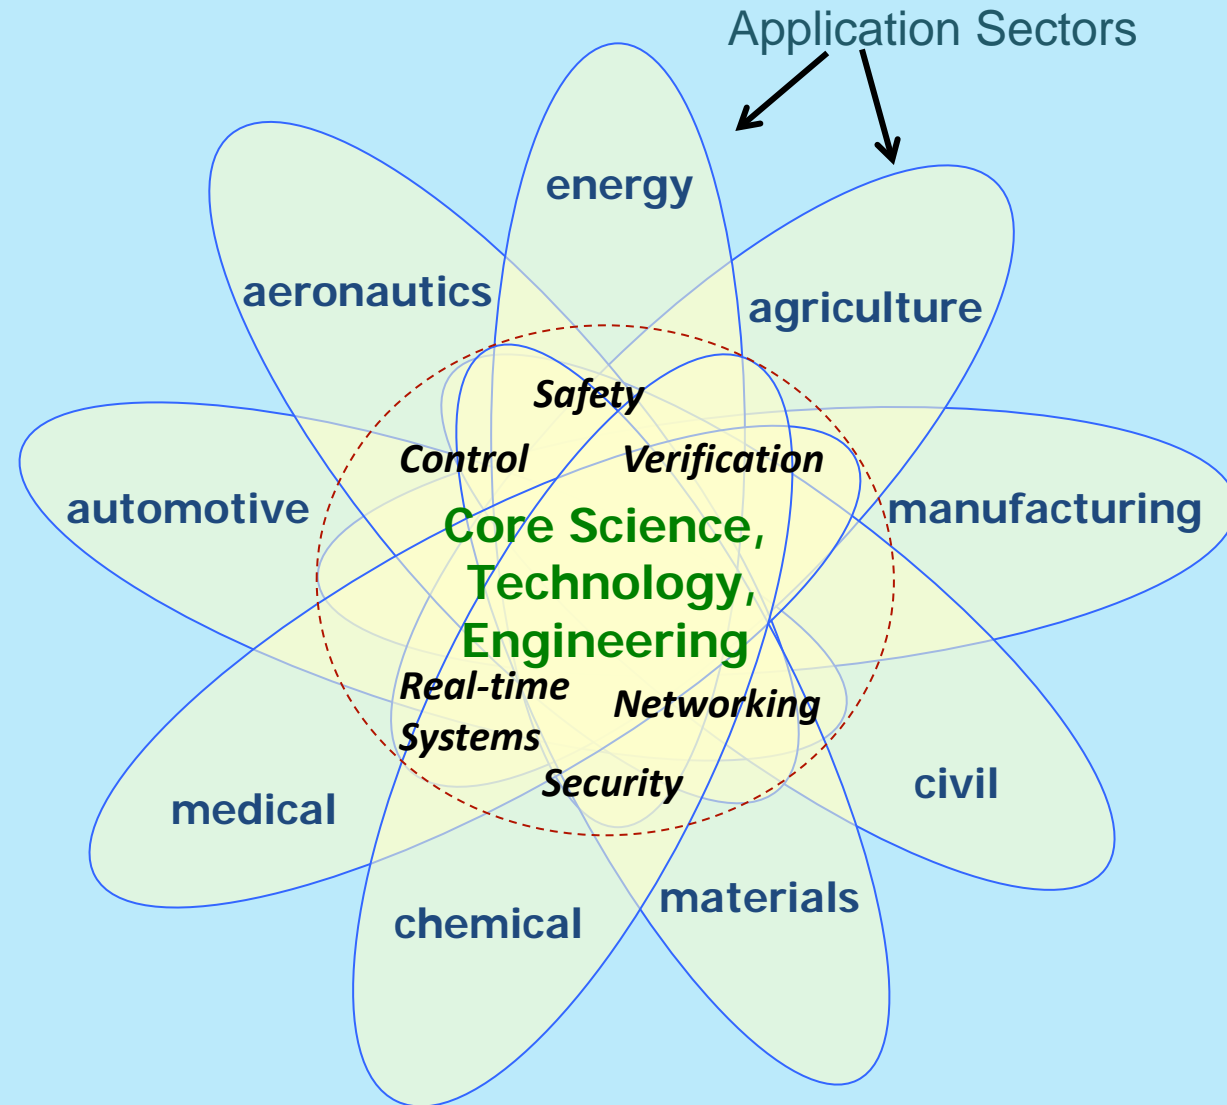 Application Sectors
energy
aeronautics
agriculture
Safety
Control
Verification
automotive
Core Science,
manufacturing
Technology,
Engineering
Real-time
Networking
Systems
Security
civil
medical
materials
chemical